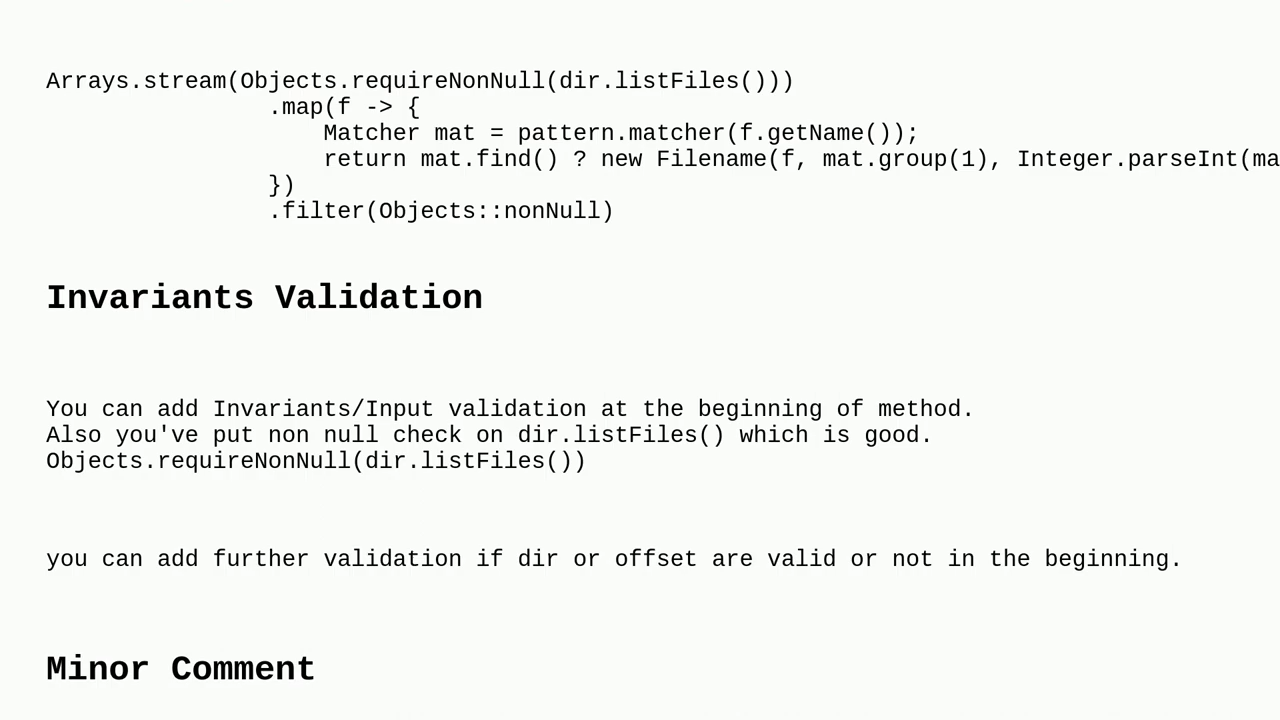 Arrays.stream(Objects.requireNonNull(dir.listFiles()))
.map(f -> {
Matcher mat = pattern.matcher(f.getName());
return mat.find() ? new Filename(f, mat.group(1), Integer.parseInt(ma
})
.filter(Objects::nonNull)
Invariants Validation
You can add Invariants/Input validation at the beginning of method.
Also you've put non null check on dir.listFiles() which is good.
Objects.requireNonNull(dir.listFiles())
you can add further validation if dir or offset are valid or not in the beginning.
Minor Comment